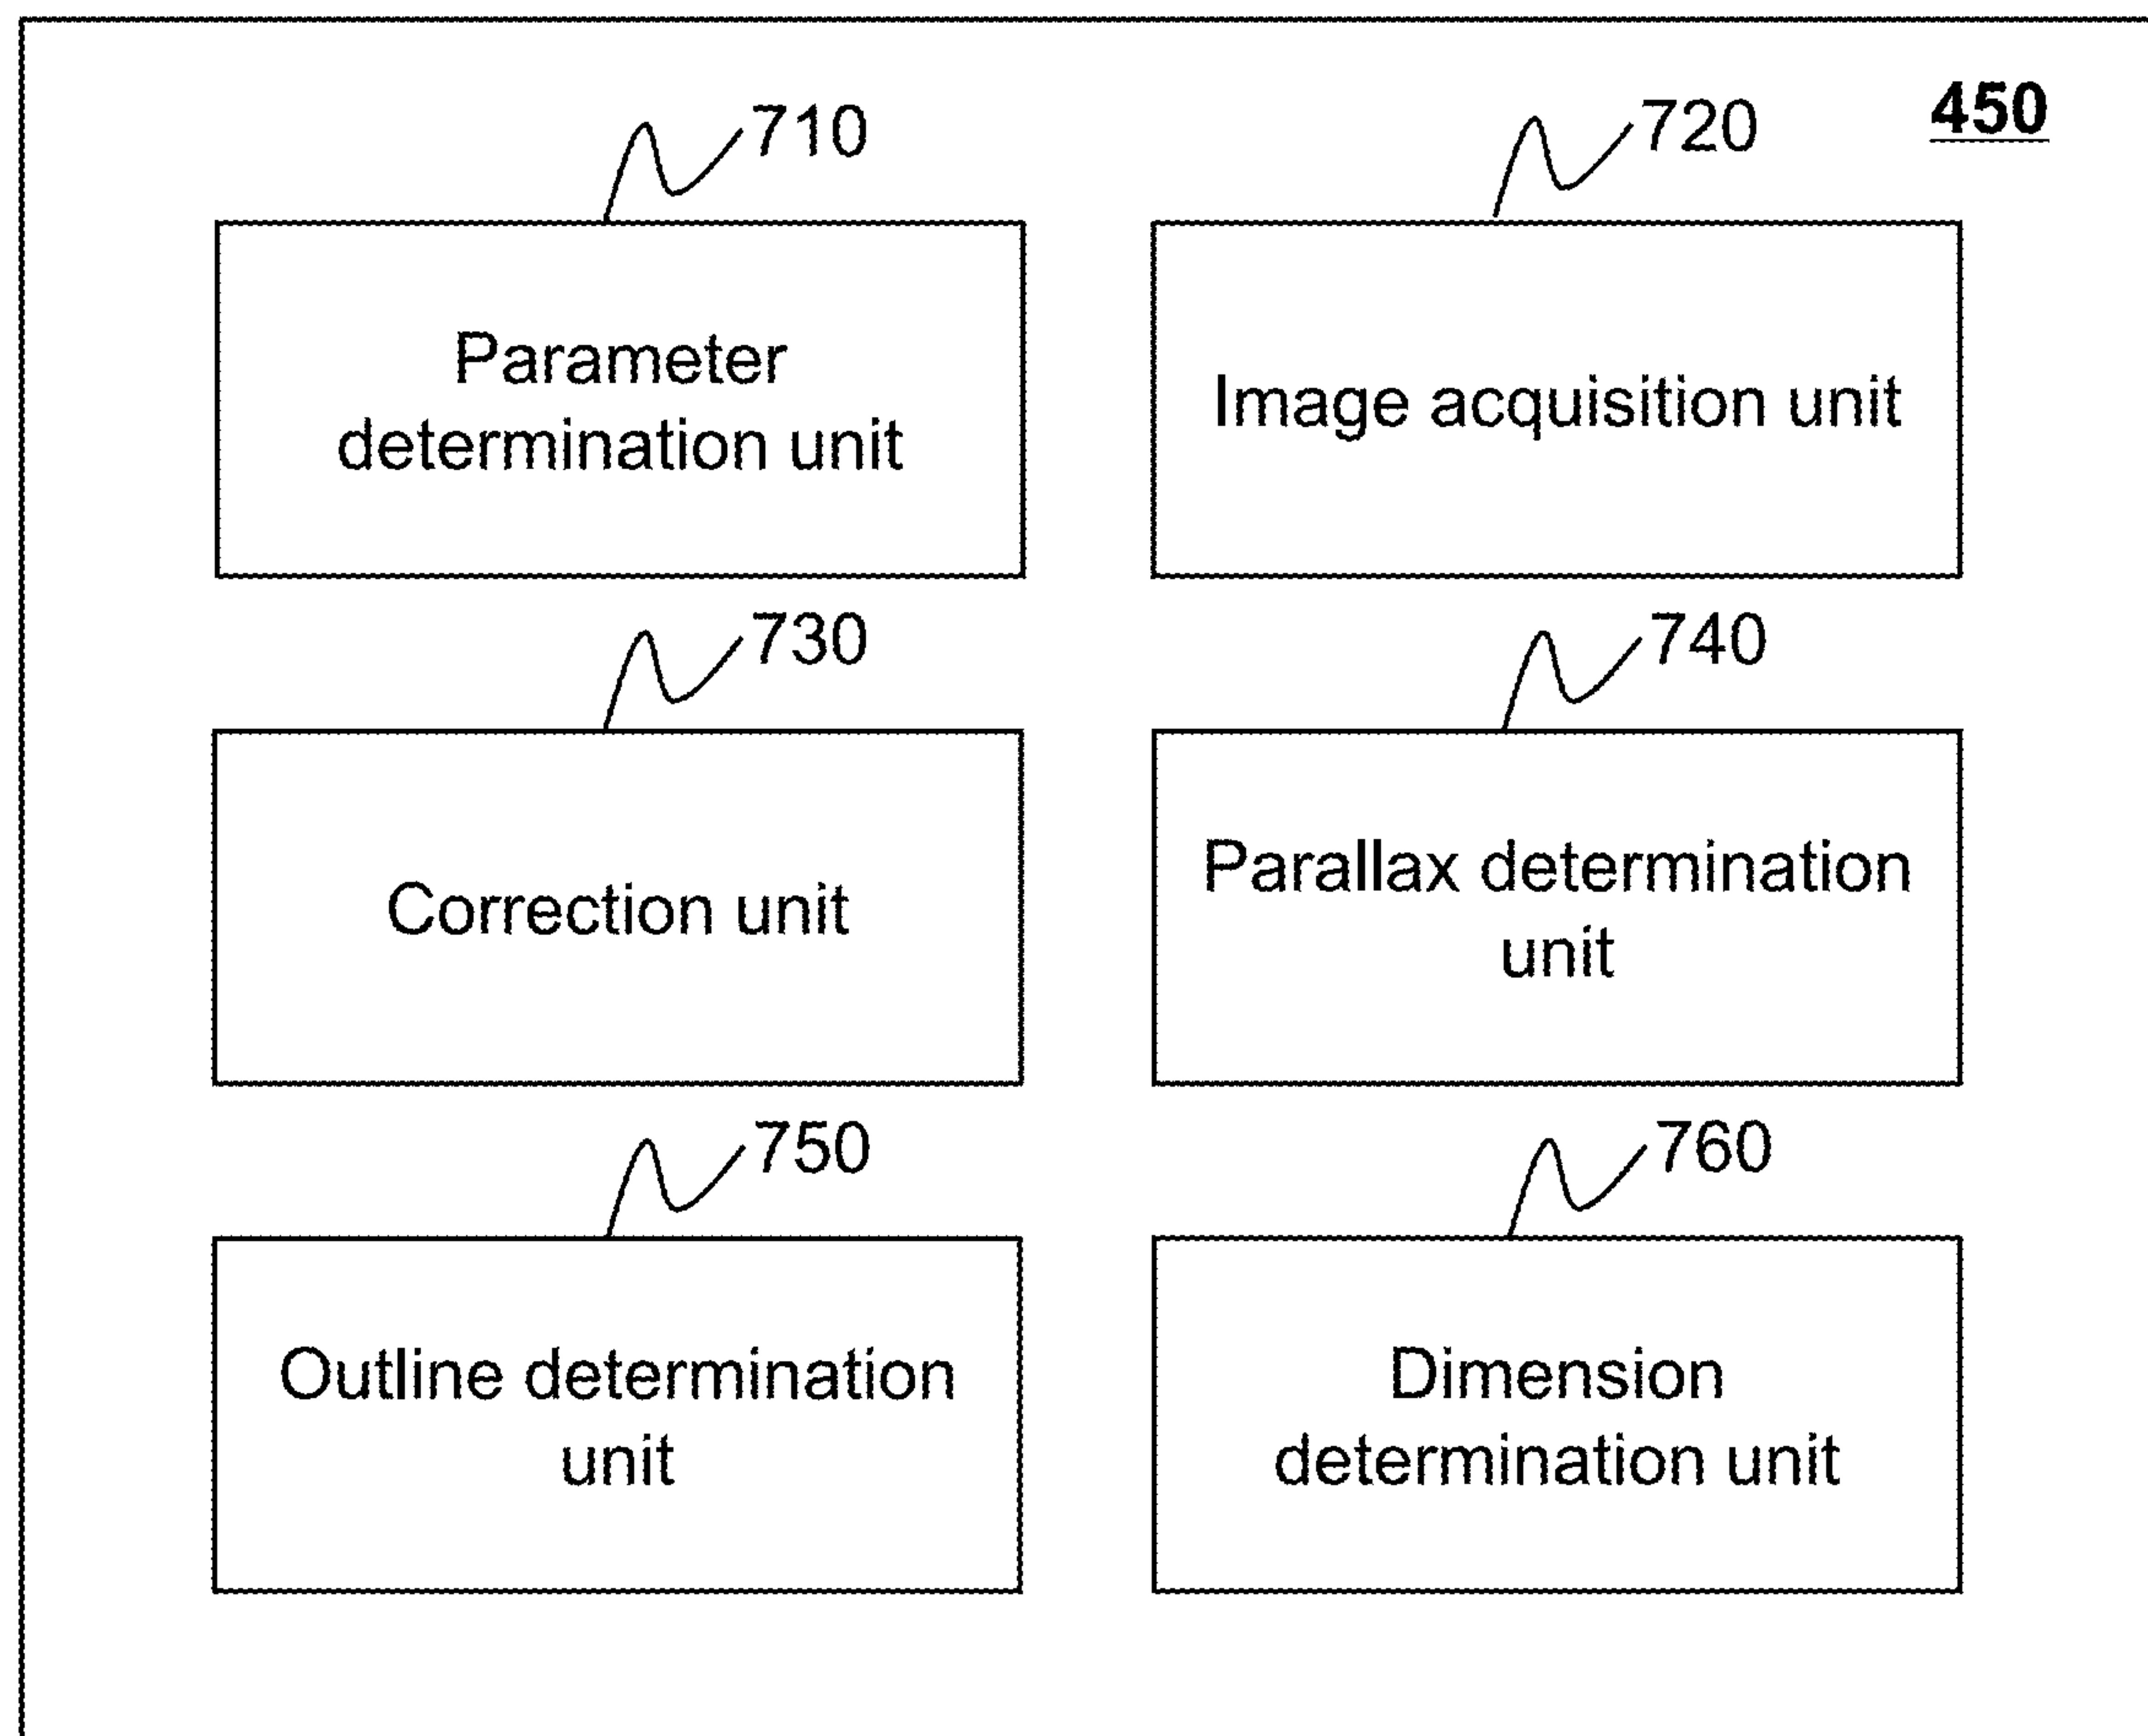 450
710
720
Parameter
determination unit
Image acquisition unit
730
740
Correction unit
Parallax determination
unit
750
760
Outline determination
unit
Dimension
determination unit